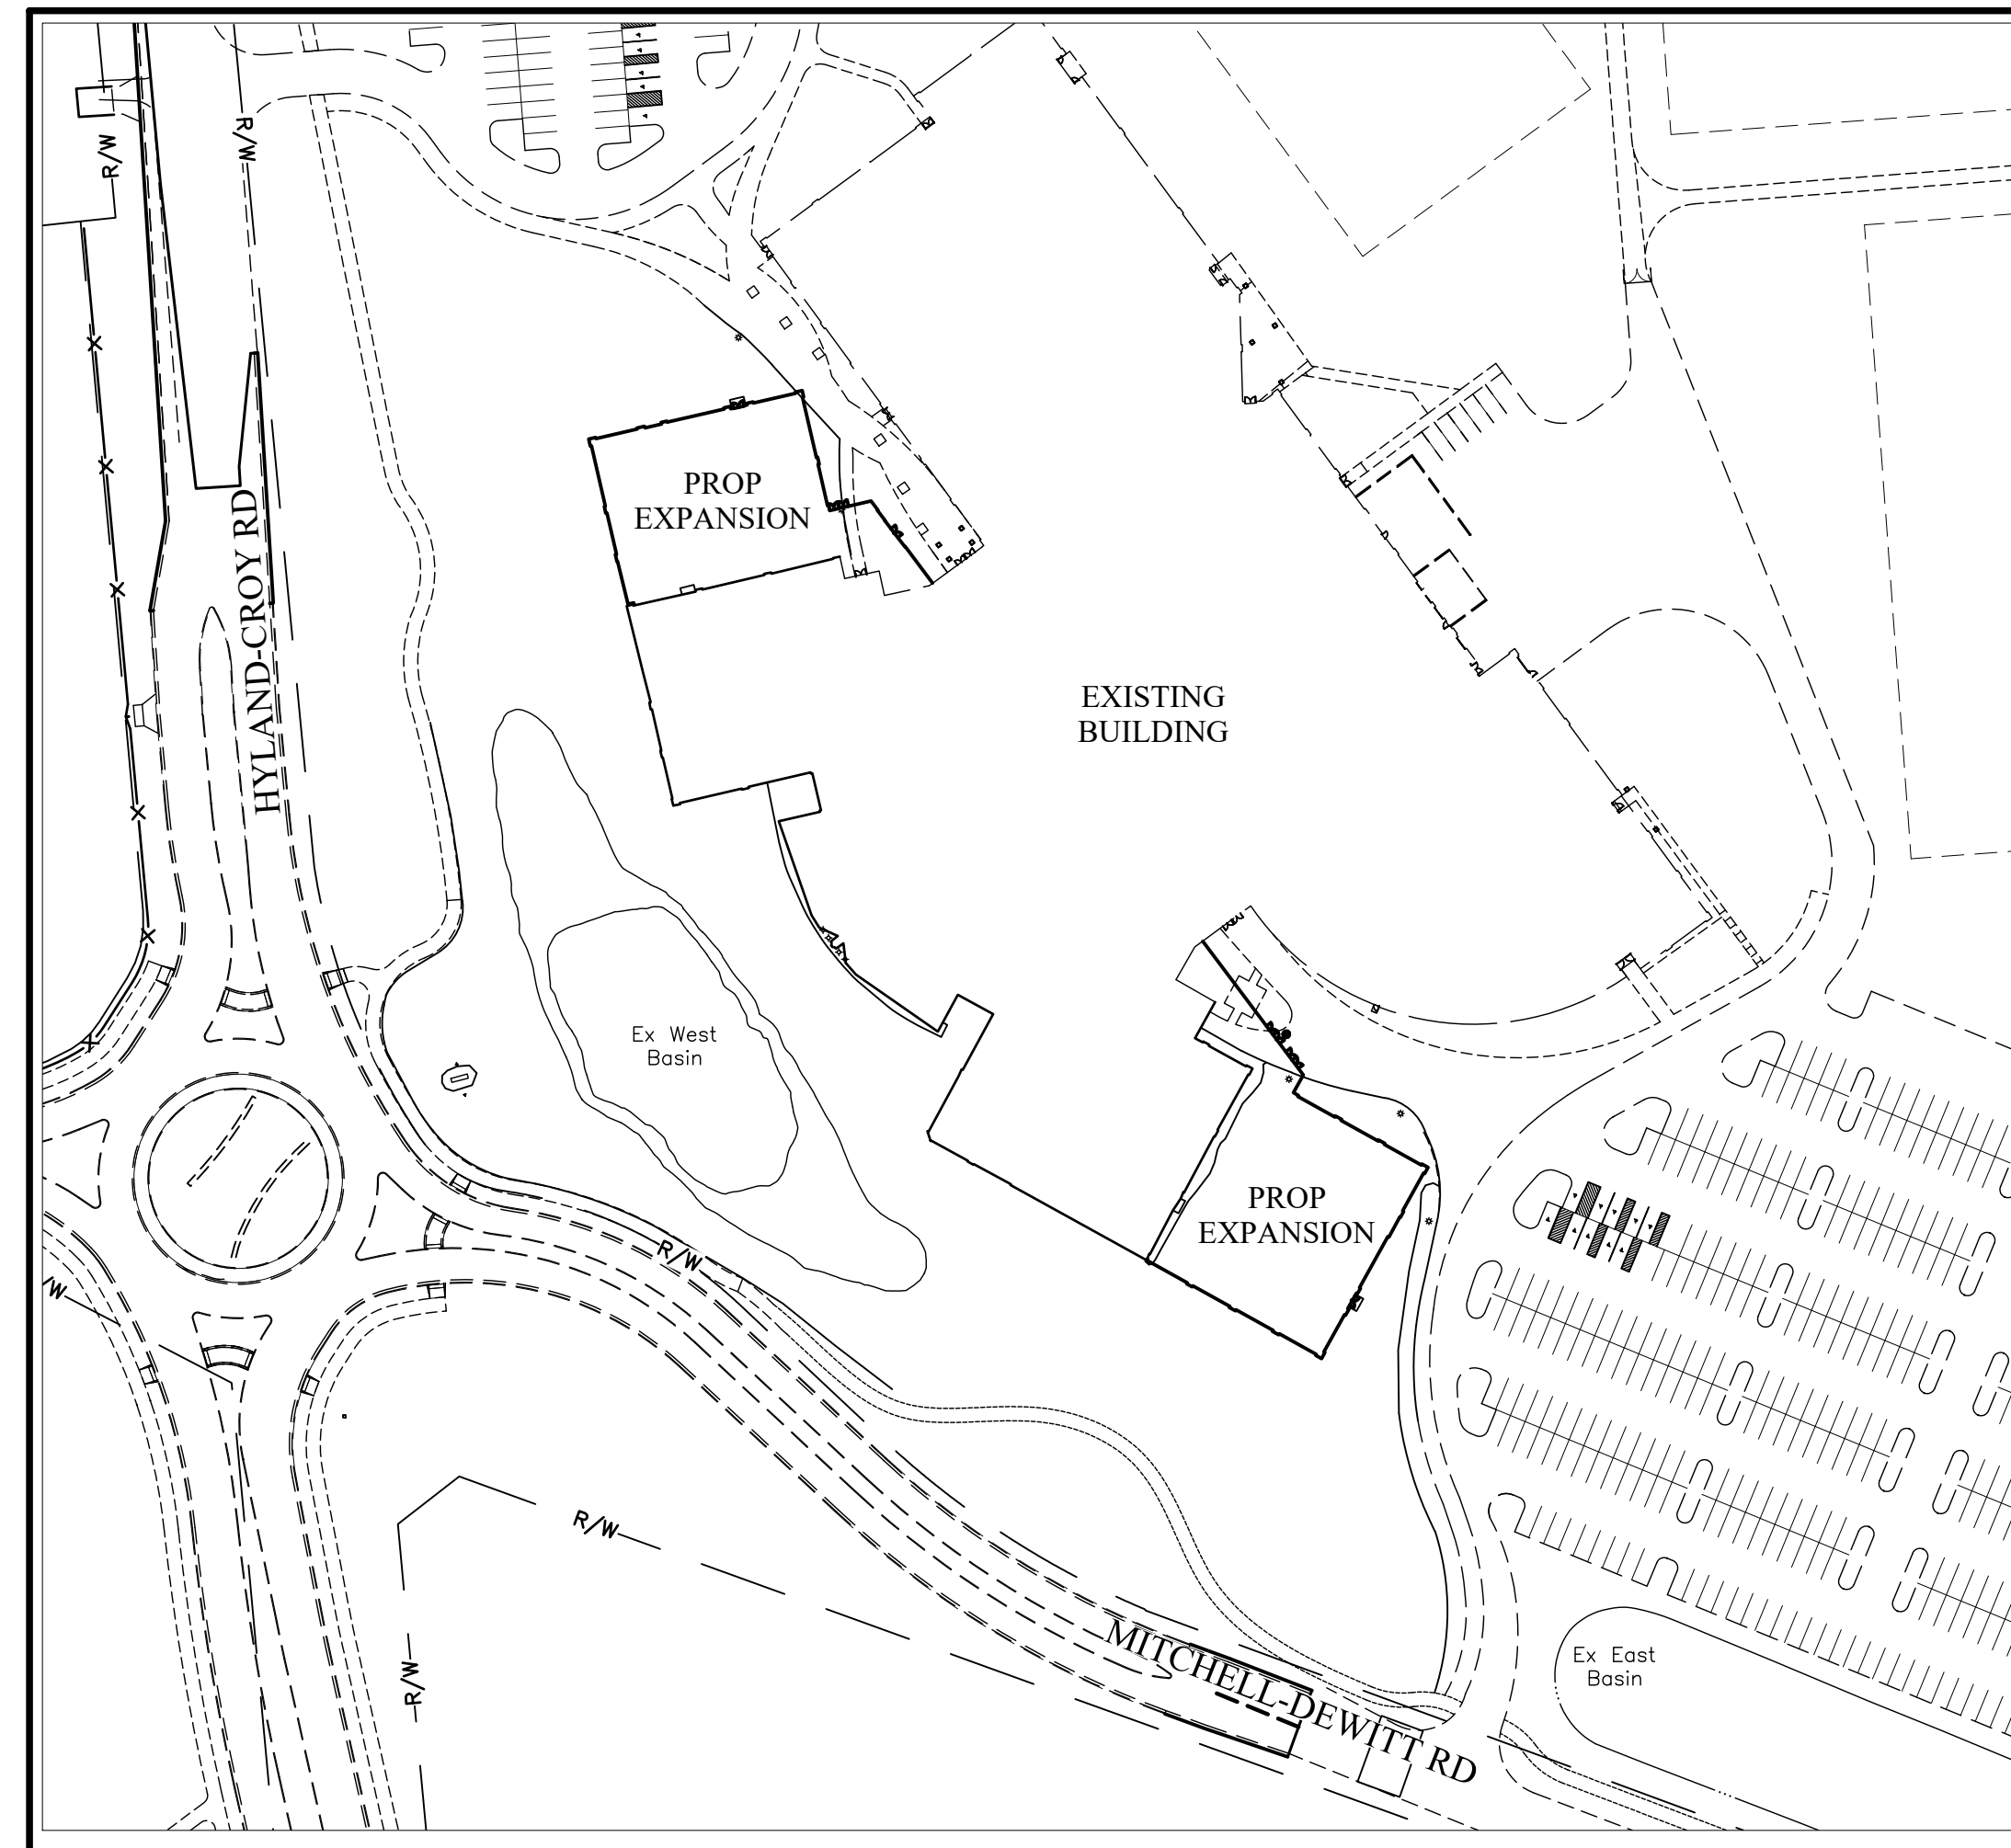 R/W
R/W
PROP
EXPANSION
HYLAND-CROY RD
EXISTING
BUILDING
Ex West
Basin
PROP
EXPANSION
R/W
/W
R/W
R/W
MITCHELL-DEWITT RD
Ex East
Basin